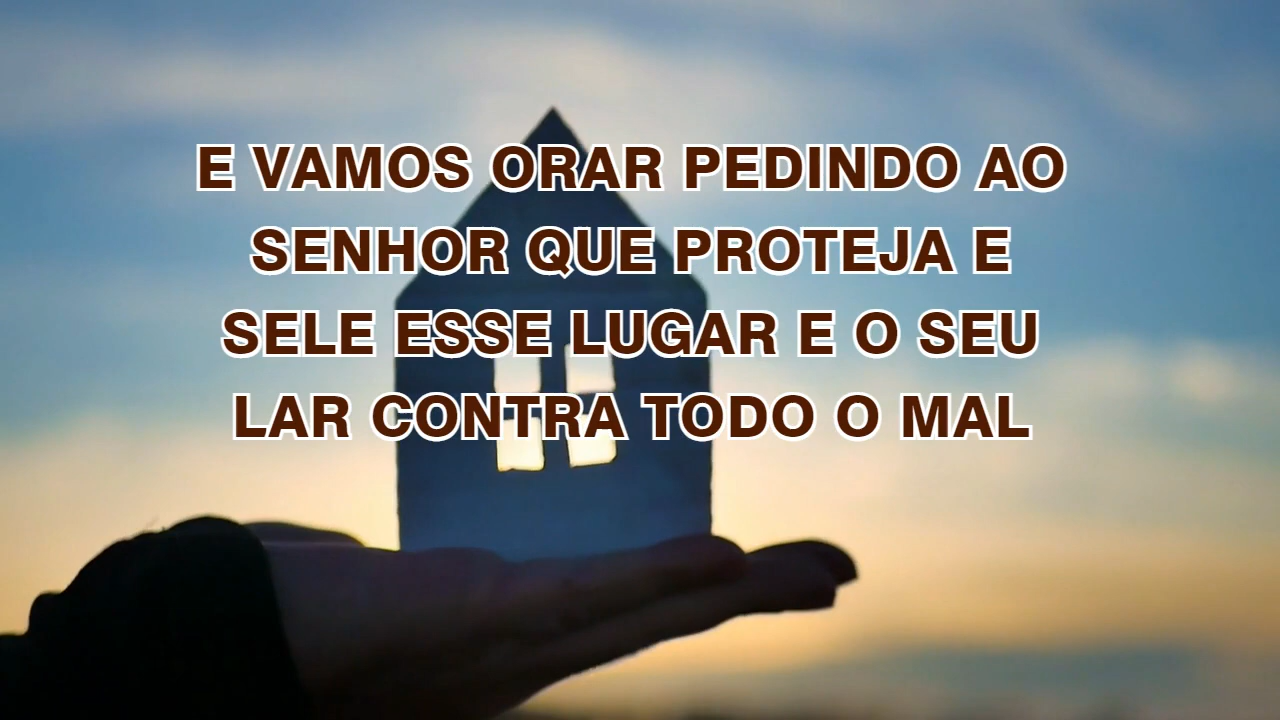 E VAMOS ORAR PEDINDO AO
SENHOR QUE PROTEJA E
SELE ESSE LUGAR E O SEU
LAR CONTRA TODO O MAL